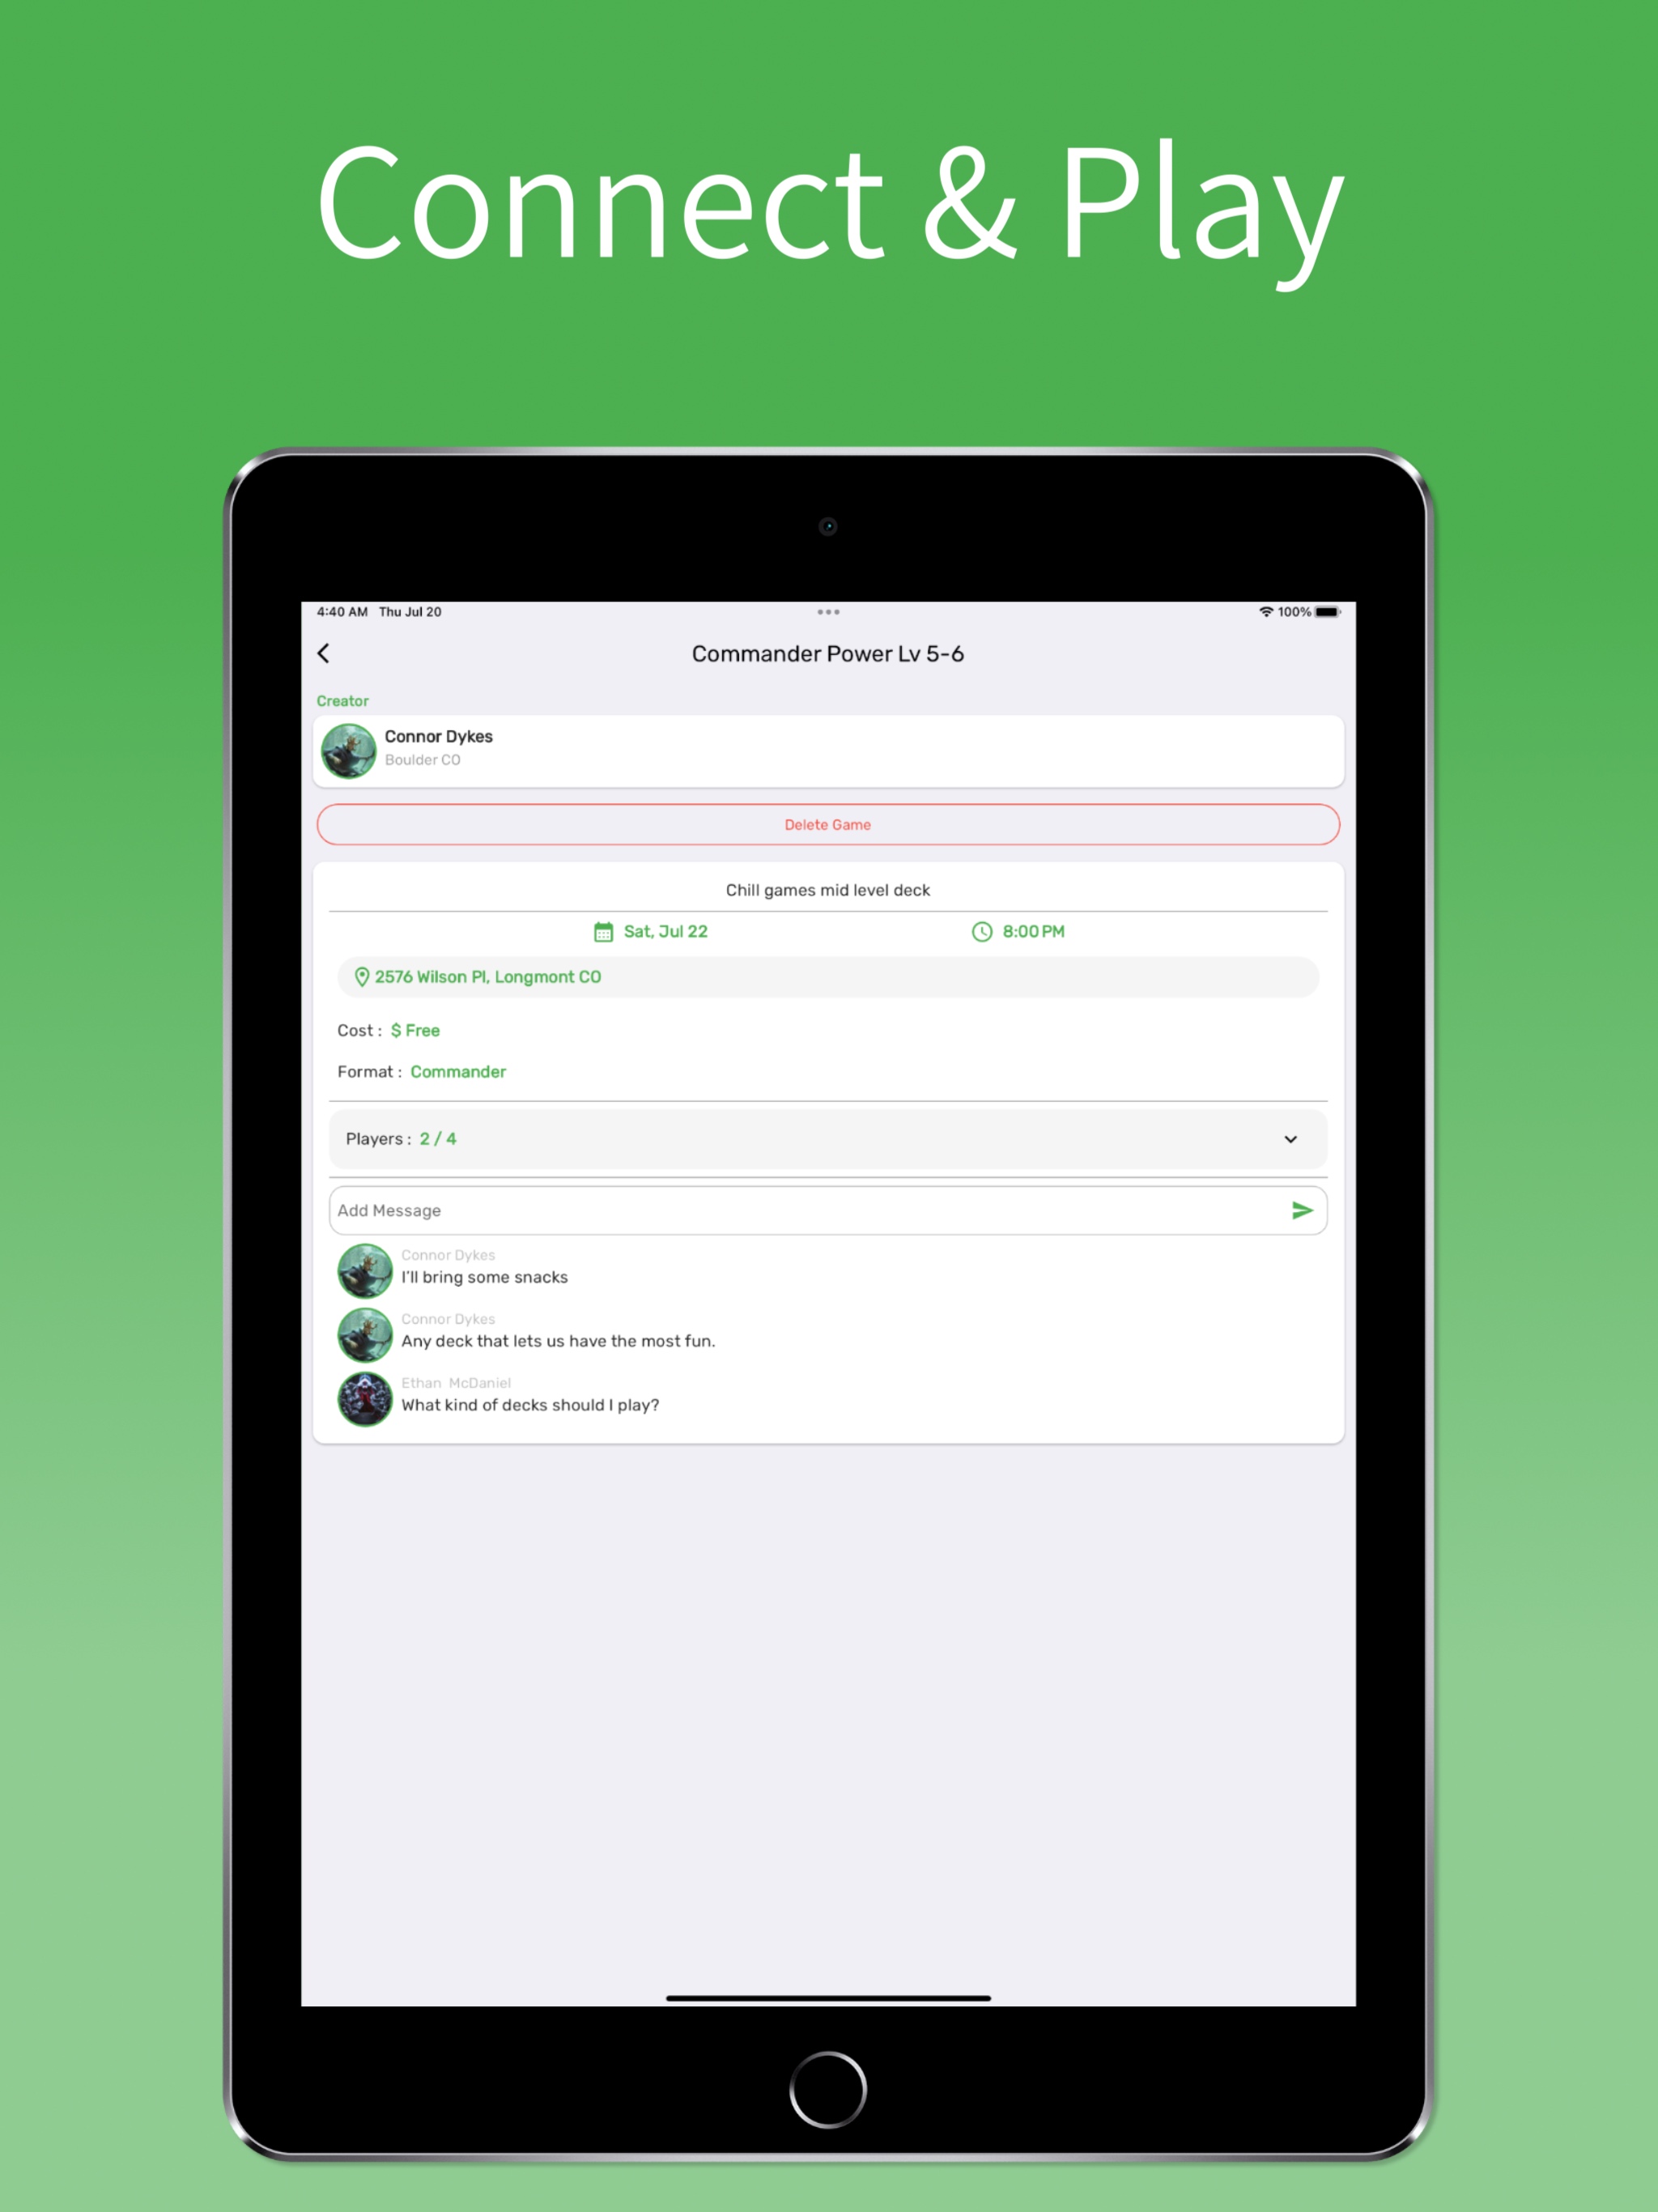 Connect & Play
4:40 AM Thu Jul 20
100%
Commander Power Lv 5-6
Creator
Connor Dykes
Boulder CO
Delete Game
Chill games mid level deck
Sat, Jul 22
8:00 PM
2576 Wilson Pl, Longmont CO
Cost : $ Free
Format : Commander
Players : 2 / 4
Add Message
Connor Dykes
I'll bring some snacks
Connor Dykes
Any deck that lets us have the most fun.
Ethan McDaniel
What kind of decks should I play?